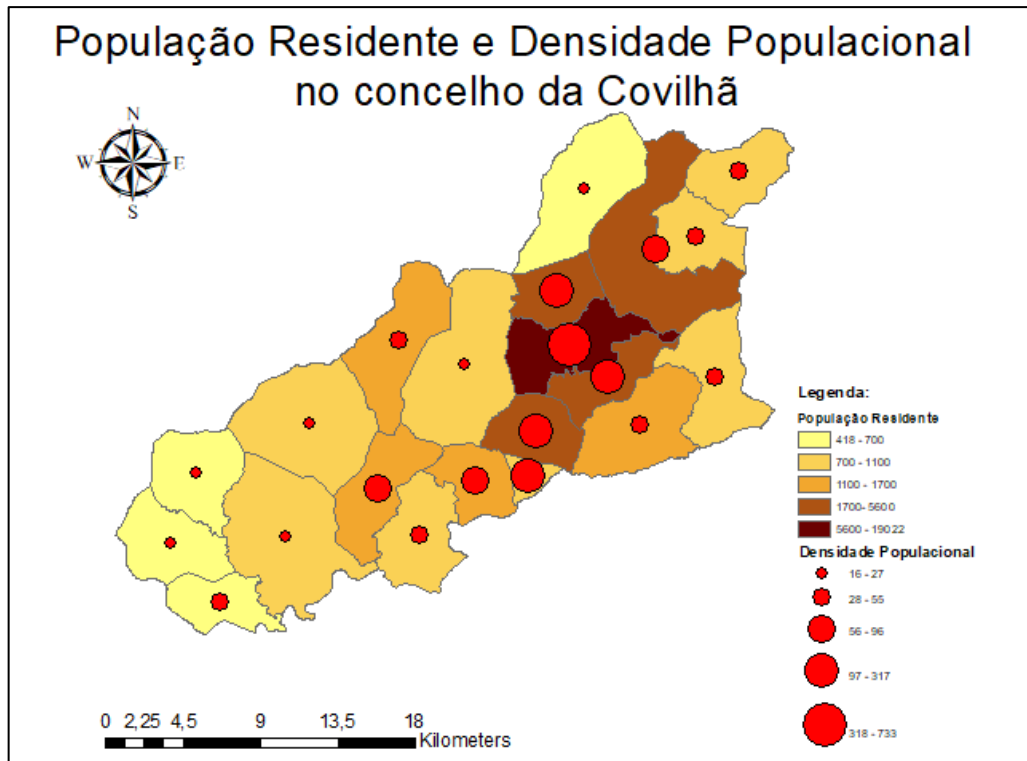 População Residente e Densidade Populacional
no concelho da Covilhã
N
W E
S
Legenda:
População Residente
418 - 700
700 - 1100
1100 - 1700
1700- 5600
5600 - 19022
Densidade Populacional
16 - 27
28 - 55
56 - 96
97 - 317
318 - 733
0 2,25 4,5 9 13,5 18
Kilometers